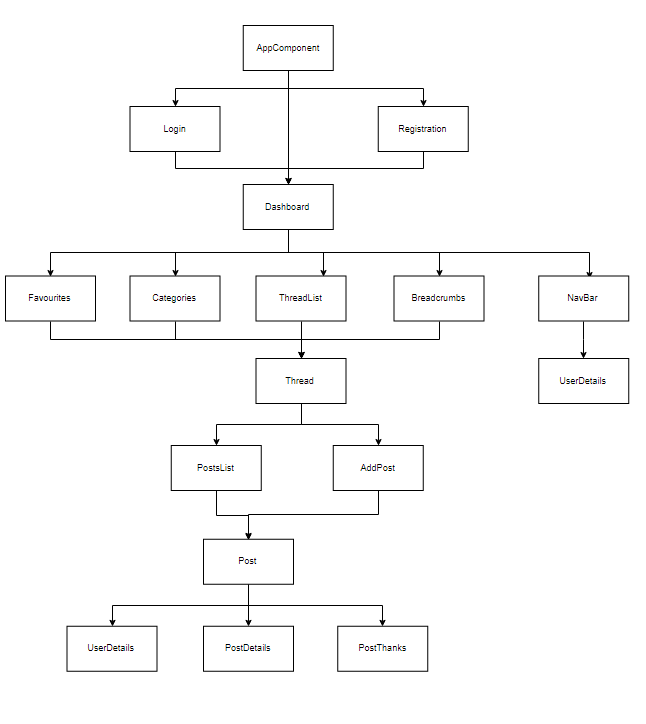 AppComponent
Login
Registration
Dashboard
Favourites
Categories
ThreadList
Breadcrumbs
NavBar
Thread
UserDetails
PostsList
AddPost
Post
UserDetails
PostDetails
PostThanks